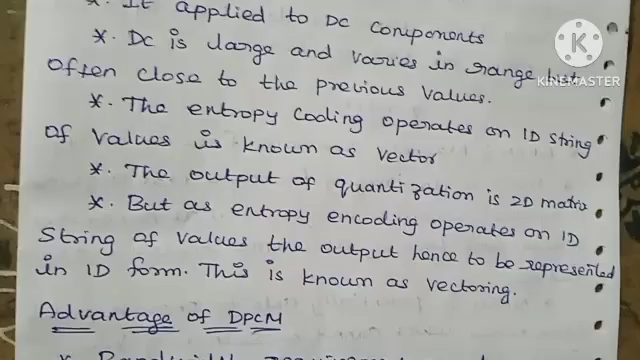 *. It applied to DC components
*. DC is large and varies in range but
often close to the previous values.
*. The entropy coding operates on 1D string
of values is known as vector
*. The output of quantization is 2D matrix
*. But as entropy encoding operates on 1D
String of values the output hence to be represented
in 1D form. This is known as vectoring.
Advantage of DPCM
K
KINEMASTER